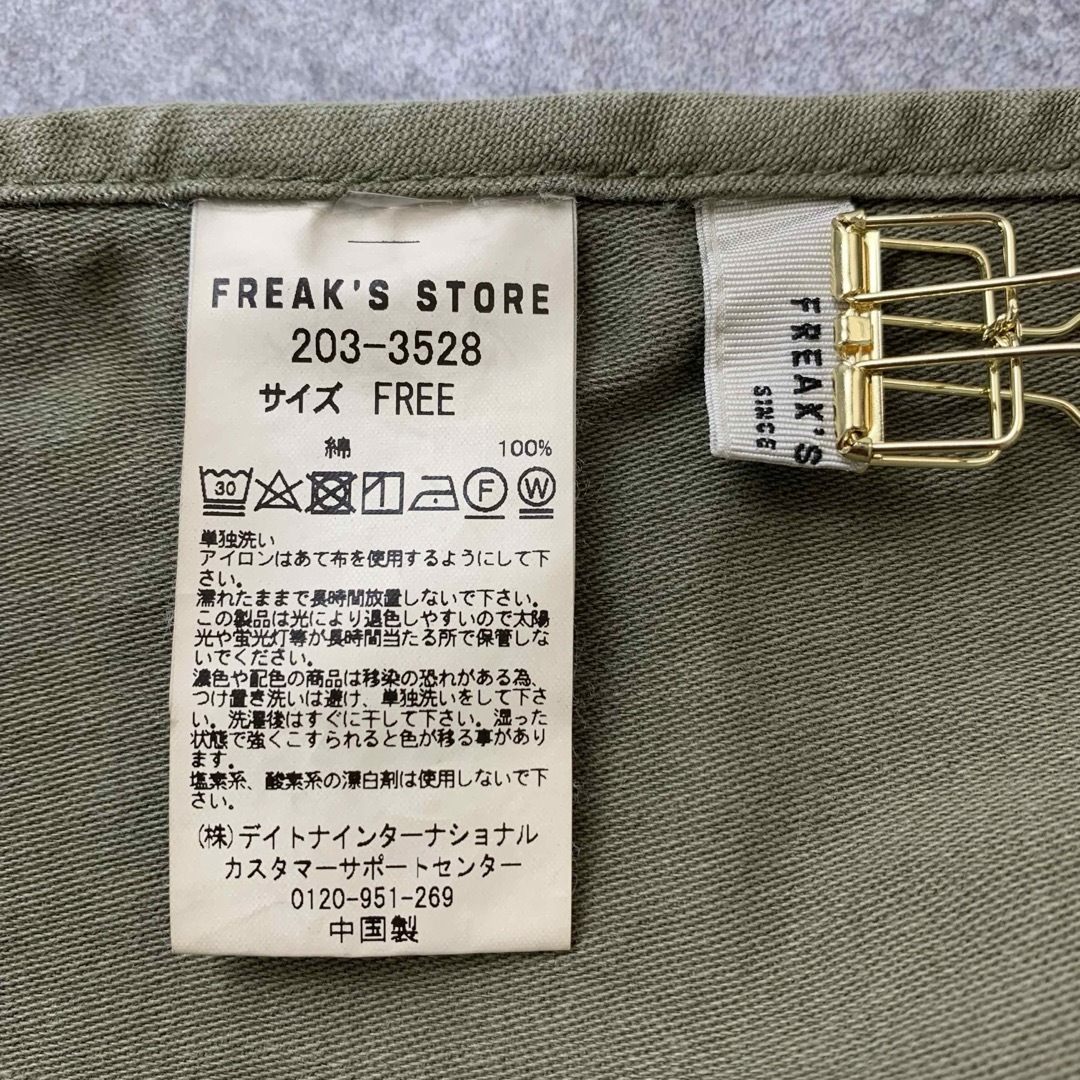 FREAK'S STORE
203-3528
サイズ FREE
綿 100%
30 F W
単独洗い
アイロンはあて布を使用するようにして下
さい。
濡れたままで長時間放置しないで下さい。
この製品は光により退色しやすいので太陽
光や蛍光灯等が長時間当たる所で保管しな
いでください。
濃色や配色の商品は移染の恐れがある為、
つけ置き洗いは避け、単独洗いをして下さ
い。洗濯後はすぐに干して下さい。湿った
状態で強くこすられると色が移る事があり
ます。
塩素系、酸素系の漂白剤は使用しないで下
さい。
(株)デイトナインターナショナル
カスタマーサポートセンター
0120-951-269
中国製
FREAK'S
SINCE